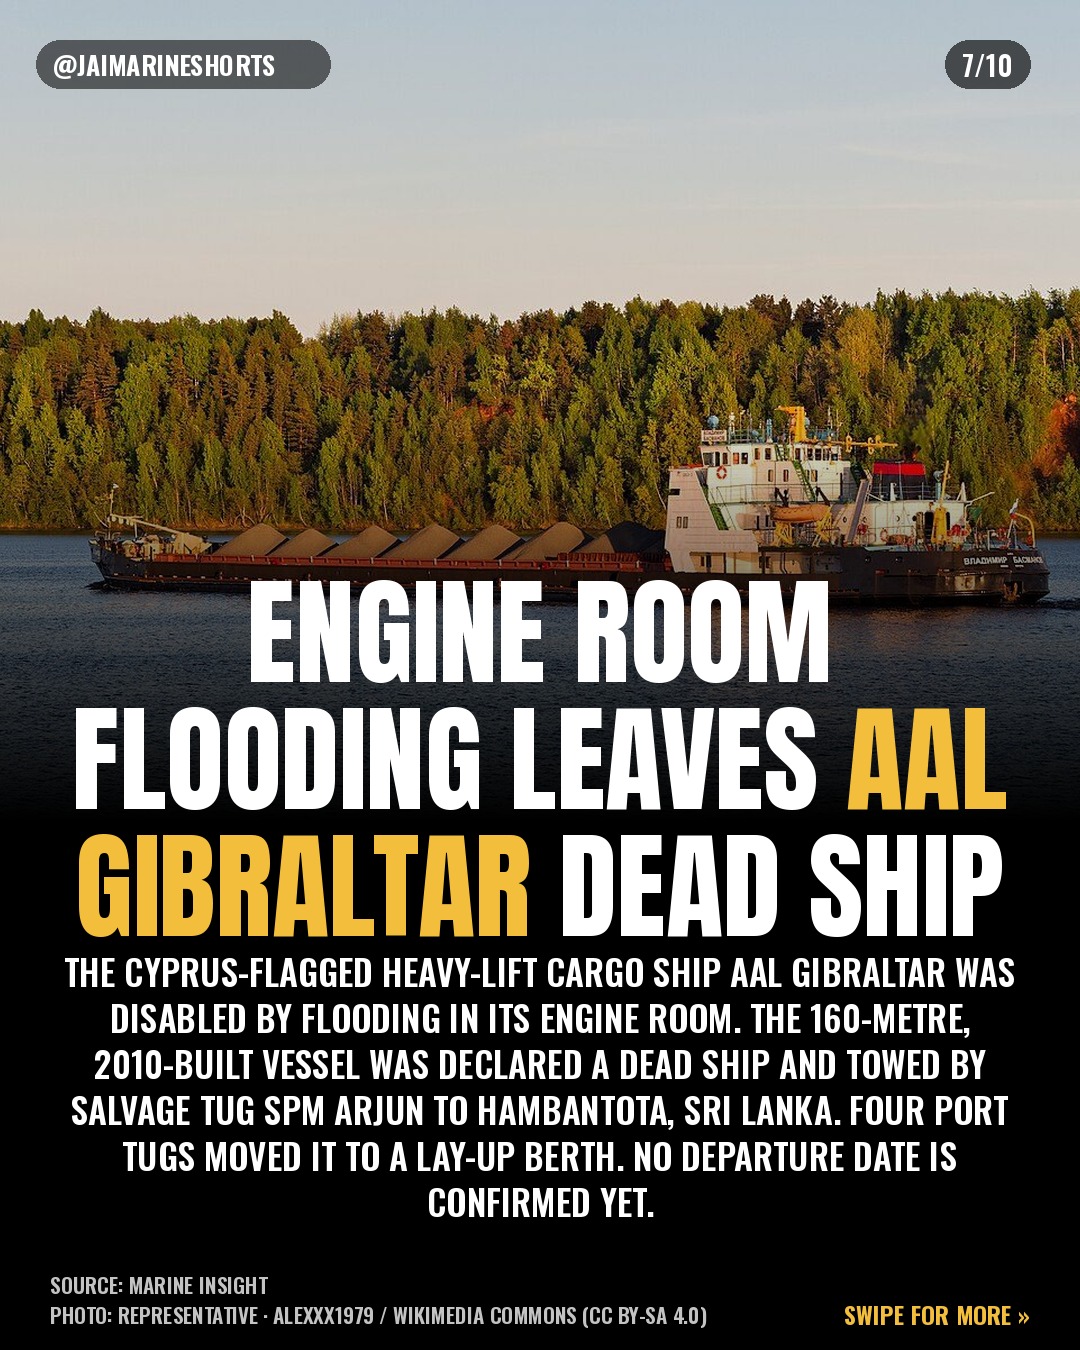 @JAIMARINESHORTS
7/10
ВЛАДИМИР БАСМАНОВ
ENGINE ROOM
FLOODING LEAVES AAL
GIBRALTAR DEAD SHIP
THE CYPRUS-FLAGGED HEAVY-LIFT CARGO SHIP AAL GIBRALTAR WAS
DISABLED BY FLOODING IN ITS ENGINE ROOM. THE 160-METRE,
2010-BUILT VESSEL WAS DECLARED A DEAD SHIP AND TOWED BY
SALVAGE TUG SPM ARJUN TO HAMBANTOTA, SRI LANKA. FOUR PORT
TUGS MOVED IT TO A LAY-UP BERTH. NO DEPARTURE DATE IS
CONFIRMED YET.
SOURCE: MARINE INSIGHT
PHOTO: REPRESENTATIVE · ALEXXX1979 / WIKIMEDIA COMMONS (CC BY-SA 4.0)
SWIPE FOR MORE »